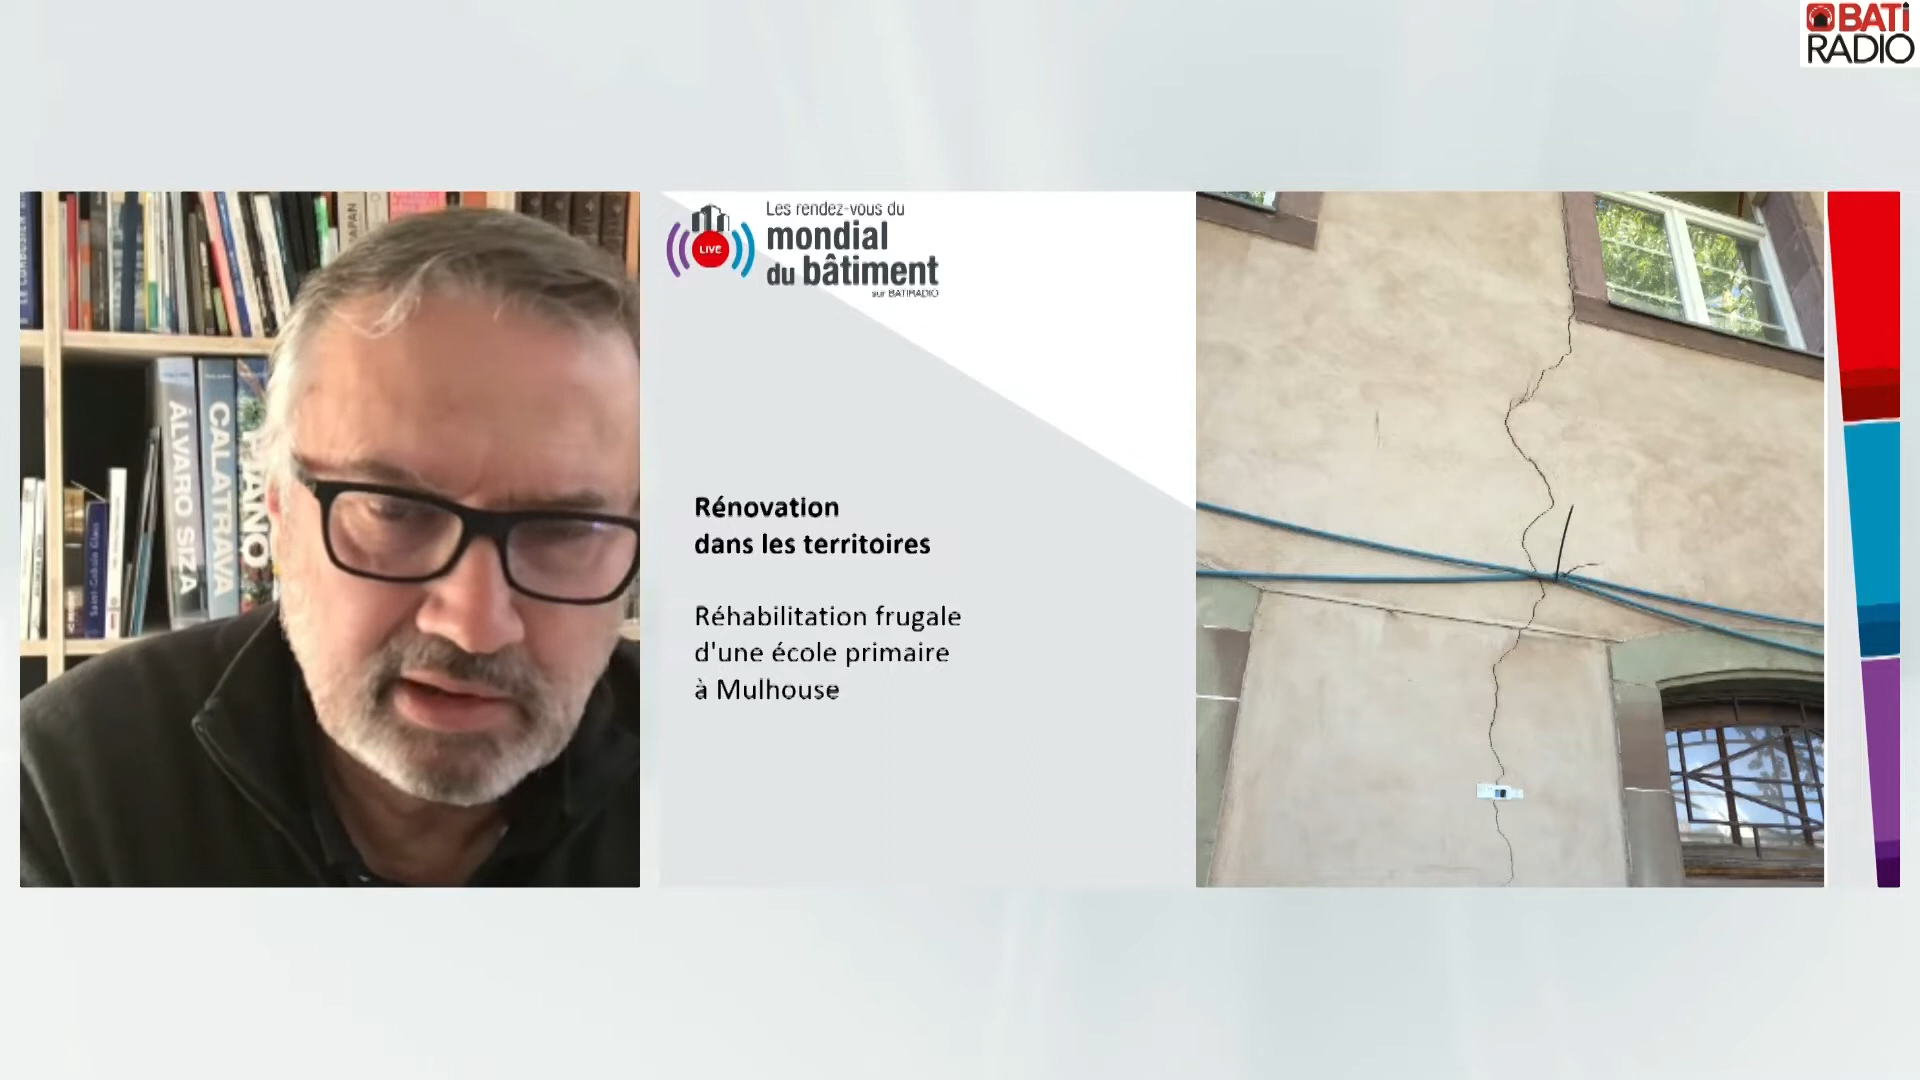 BATi
RADIO
Les rendez-vous du
mondial
du bâtiment
sur BATIRADIO
LIVE
Rénovation
dans les territoires
Réhabilitation frugale
d'une école primaire
à Mulhouse
ÁLVARO SIZA
CALATRAVA
PIANO
JAPAN